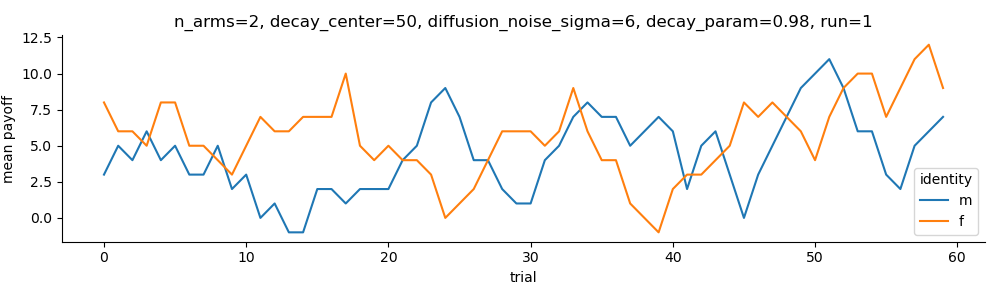 n_arms=2, decay_center=50, diffusion_noise_sigma=6, decay_param=0.98, run=1
12.5
10.0
7.5
5.0
2.5
0.0
mean payoff
identity
m
f
0 10 20 30 40 50 60
trial